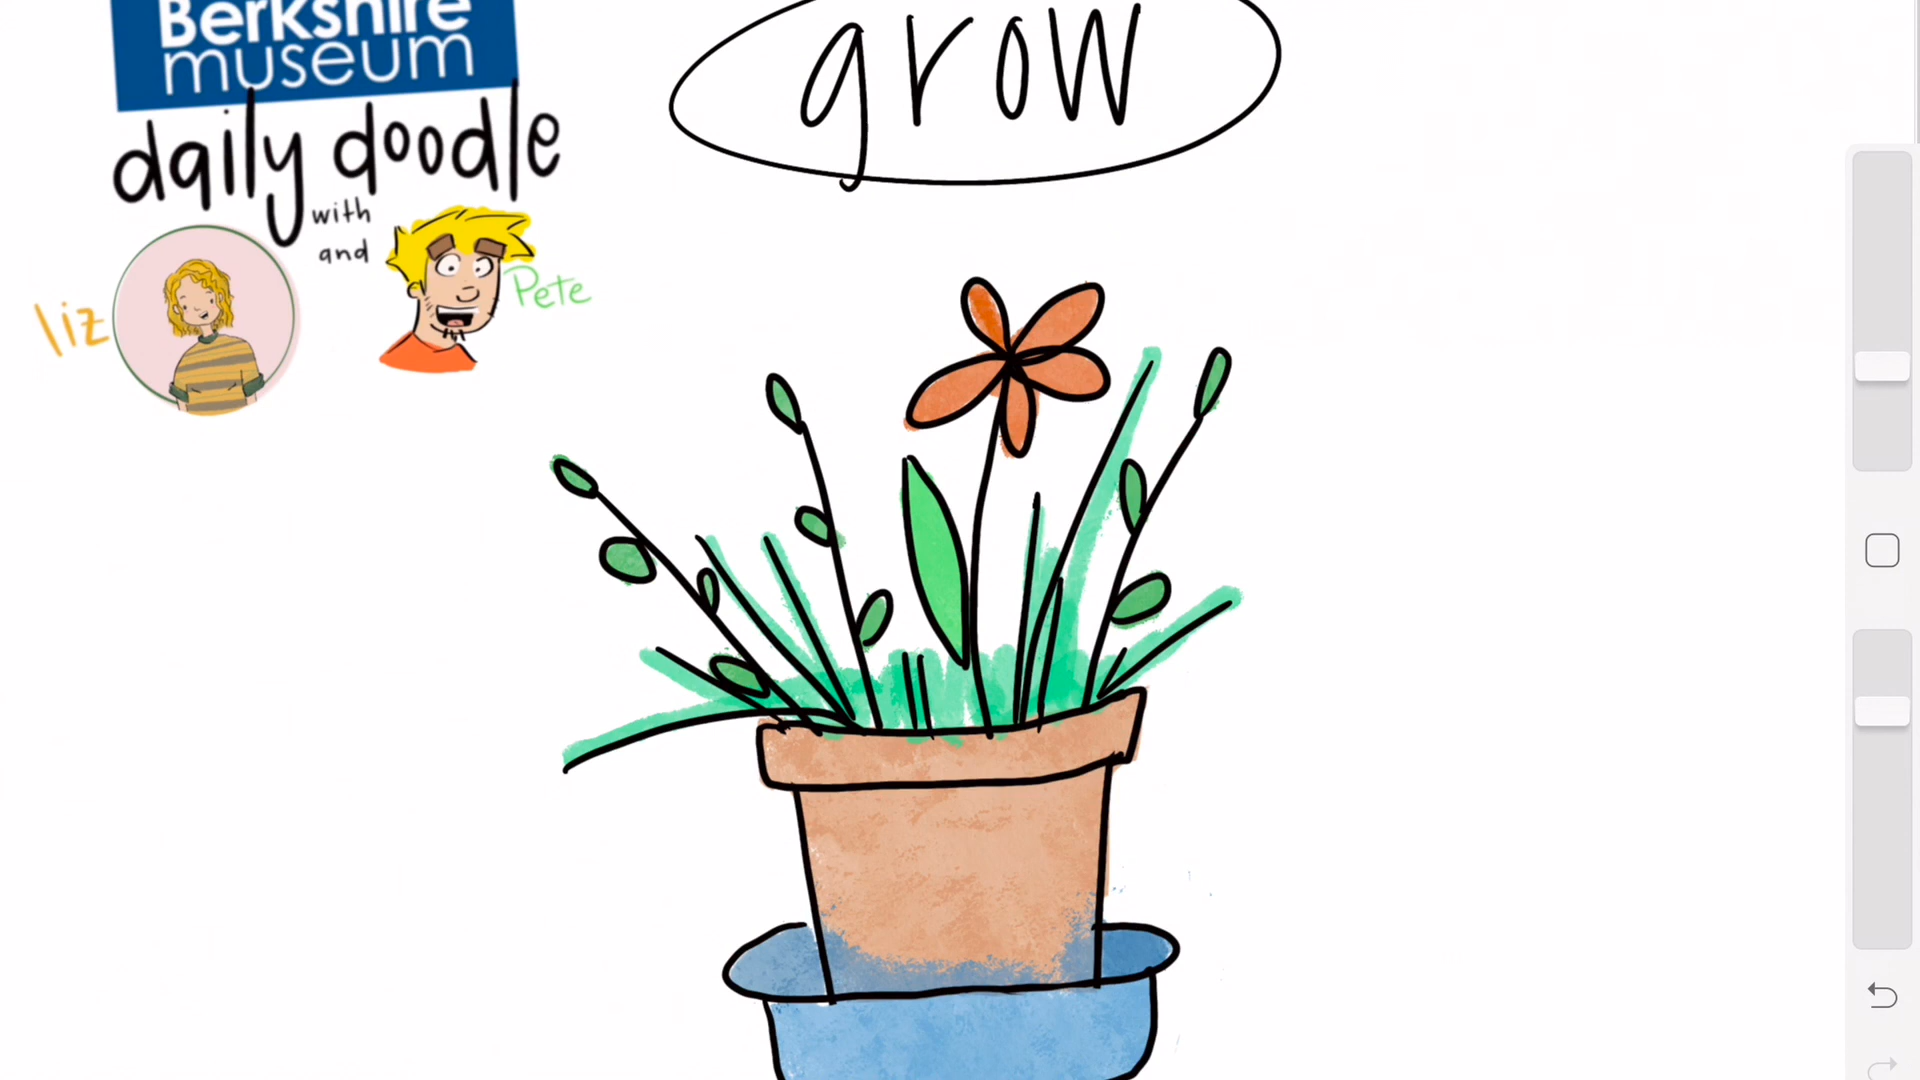 Berkshire
museum
daily doodle
with
and
liz
Pete
grow